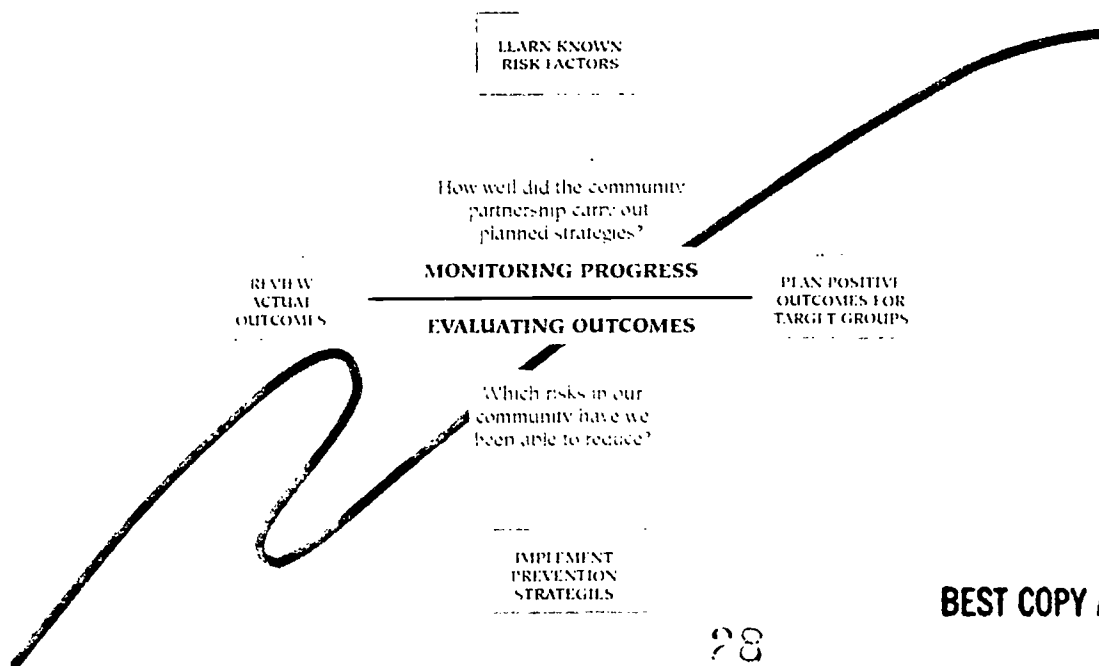 LEARN KNOWN
RISK FACTORS
How well did the community
partnership carry out
planned strategies?
MONITORING PROGRESS
REVIEW
ACTUAL
OUTCOMES
PLAN POSITIVE
OUTCOMES FOR
TARGET GROUPS
EVALUATING OUTCOMES
Which risks in our
community have we
been able to reduce?
IMPLEMENT
PREVENTION
STRATEGIES
BEST COPY
28